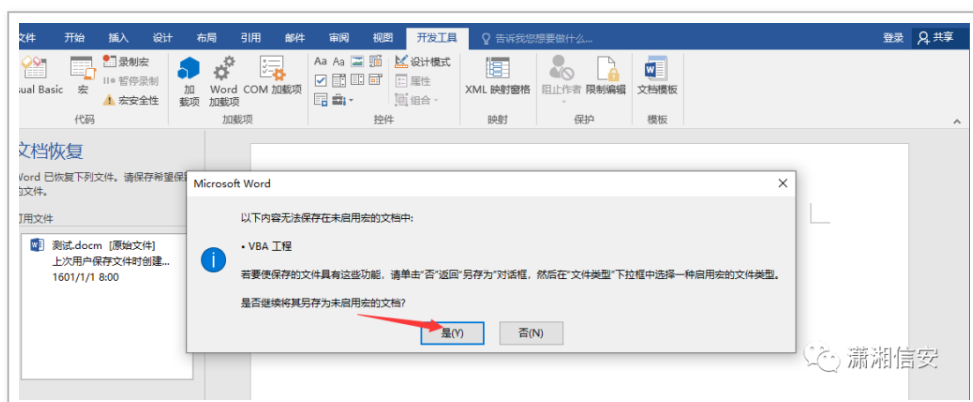 文件 开始 插入 设计 布局 引用 邮件 审阅 视图 开发工具 告诉我您想要做什么... 登录 共享
sual Basic 宏 录制宏 暂停录制 宏安全性
代码
加载项 Word 加载项 COM 加载项
加载项
Aa Aa 设计模式 属性 组合
控件
XML 映射窗格
映射
阻止作者 限制编辑
保护
文档模板
模板
文档恢复
Word 已恢复下列文件。请保存希望保
的文件。
可用文件
测试.docm [原始文件]
上次用户保存文件时创建...
1601/1/1 8:00
Microsoft Word
以下内容无法保存在未启用宏的文档中:
• VBA 工程
若要使保存的文件具有这些功能，请单击“否”返回“另存为”对话框，然后在“文件类型”下拉框中选择一种启用宏的文件类型。
是否继续将其另存为未启用宏的文档?
是(Y) 否(N)
潇湘信安